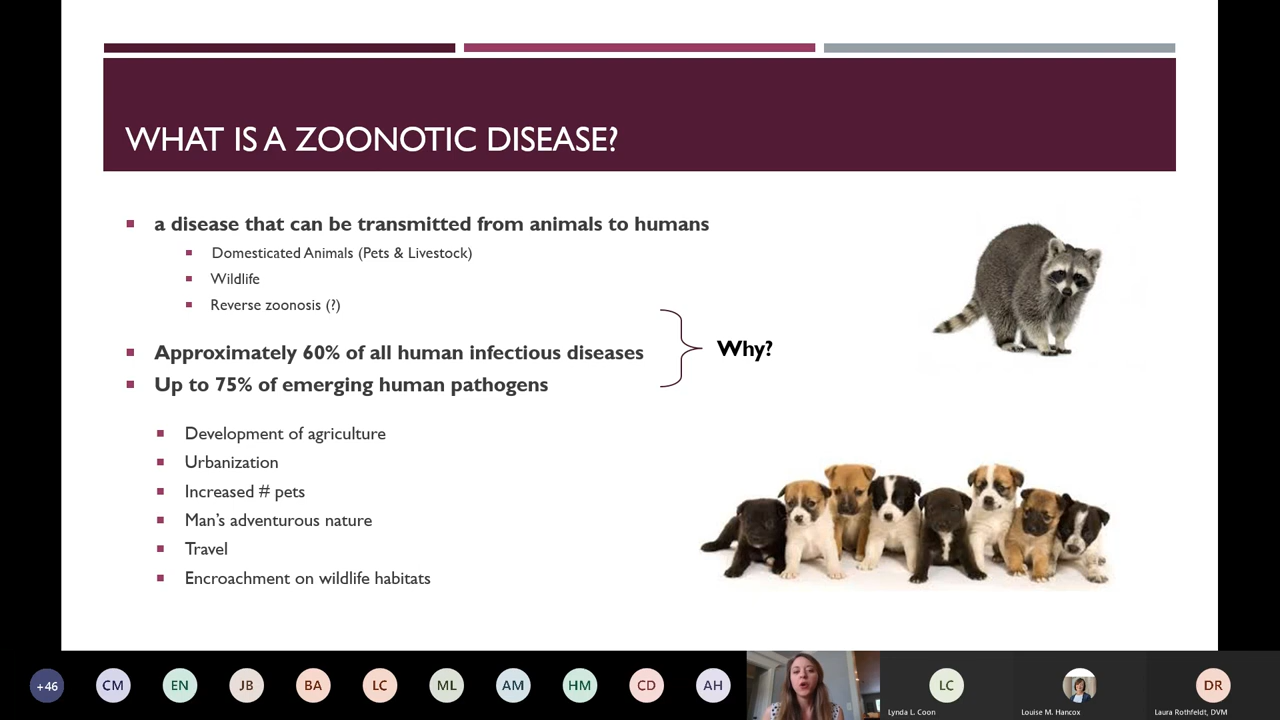 WHAT IS A ZOONOTIC DISEASE?
a disease that can be transmitted from animals to humans
Domesticated Animals (Pets & Livestock)
Wildlife
Reverse zoonosis (?)
Approximately 60% of all human infectious diseases
Up to 75% of emerging human pathogens
Why?
Development of agriculture
Urbanization
Increased # pets
Man's adventurous nature
Travel
Encroachment on wildlife habitats
+46 CM EN JB BA LC ML AM HM CD AH LC DR
Lynda L. Coon Louise M. Hancox Laura Rothfeldt, DVM